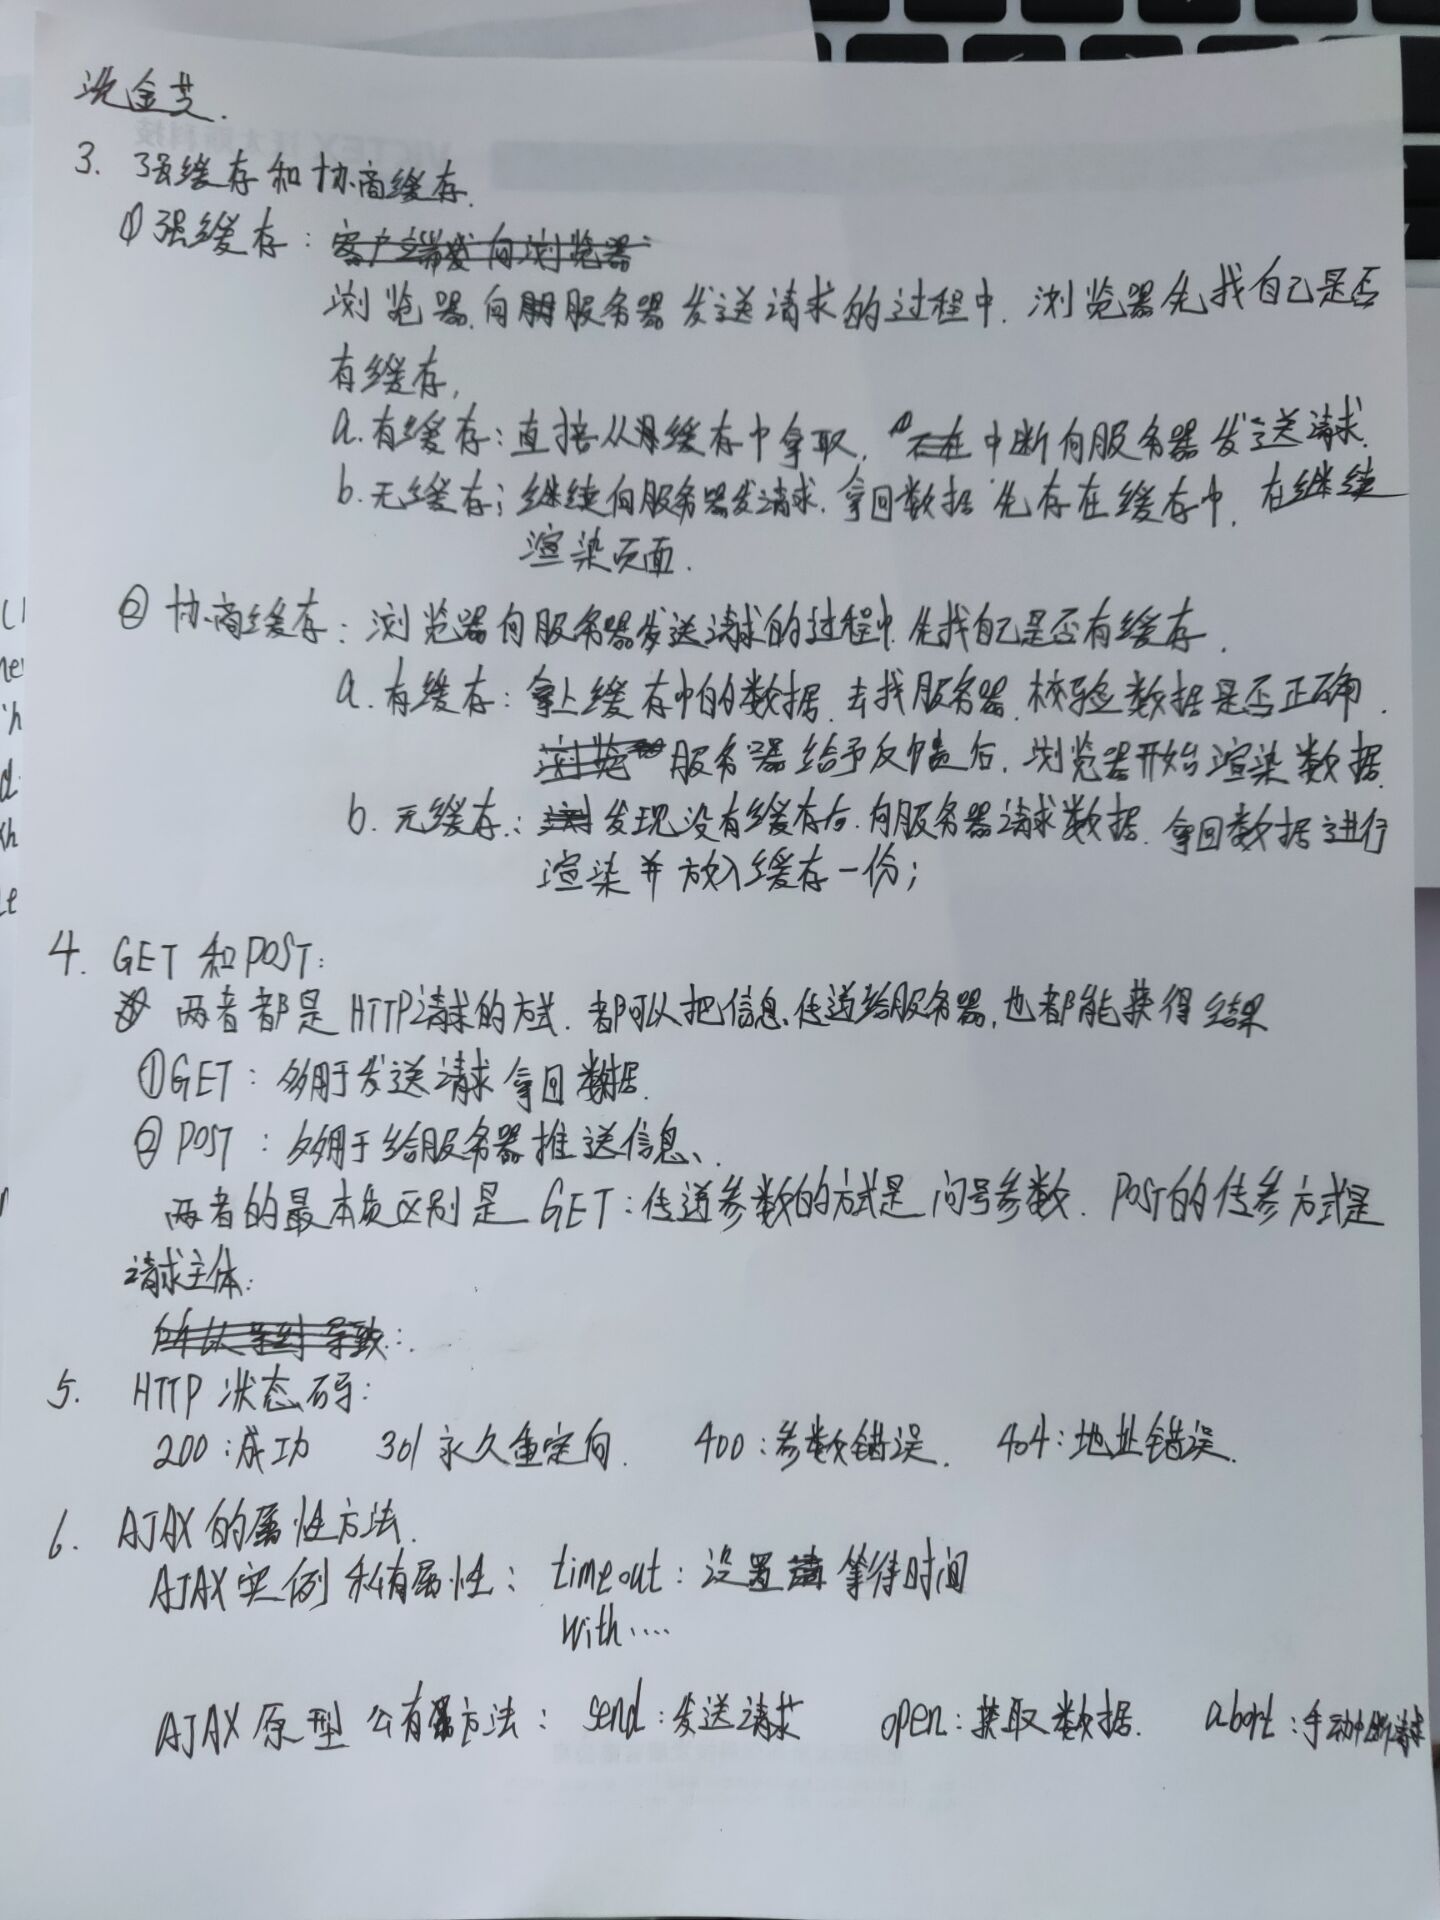 沈金芝.
3. 强缓存和协商缓存.
① 强缓存:
浏览器向服务器发送请求的过程中. 浏览器先找自己是否
有缓存,
a. 有缓存: 直接从缓存中拿取, 中断向服务器发送请求.
b. 无缓存; 继续向服务器发请求. 拿回数据 先存在缓存中. 在继续
渲染页面.
② 协商缓存: 浏览器向服务器发送请求的过程中 先找自己是否有缓存.
a. 有缓存: 拿上缓存中的数据 去找服务器 校验数据是否正确.
服务器给予反馈后. 浏览器开始渲染数据.
b. 无缓存: 发现没有缓存后. 向服务器请求数据. 拿回数据进行
渲染并放入缓存一份;
4. GET 和 POST:
两者都是HTTP请求的方式. 都可以把信息传递给服务器, 也都能获得结果
① GET: 多用于发送请求 拿回数据.
② POST: 多用于给服务器推送信息、
两者的最本质区别是 GET: 传递参数的方式是 问号参数. POST的传参方式是
请求主体:
5. HTTP 状态码:
200:成功 301 永久重定向. 400:参数错误. 404:地址错误.
6. AJAX的属性方法.
AJAX实例私有属性: timeout: 设置 等待时间
with....
AJAX原型 公有方法: send:发送请求 open:获取数据. abort:手动中断请求